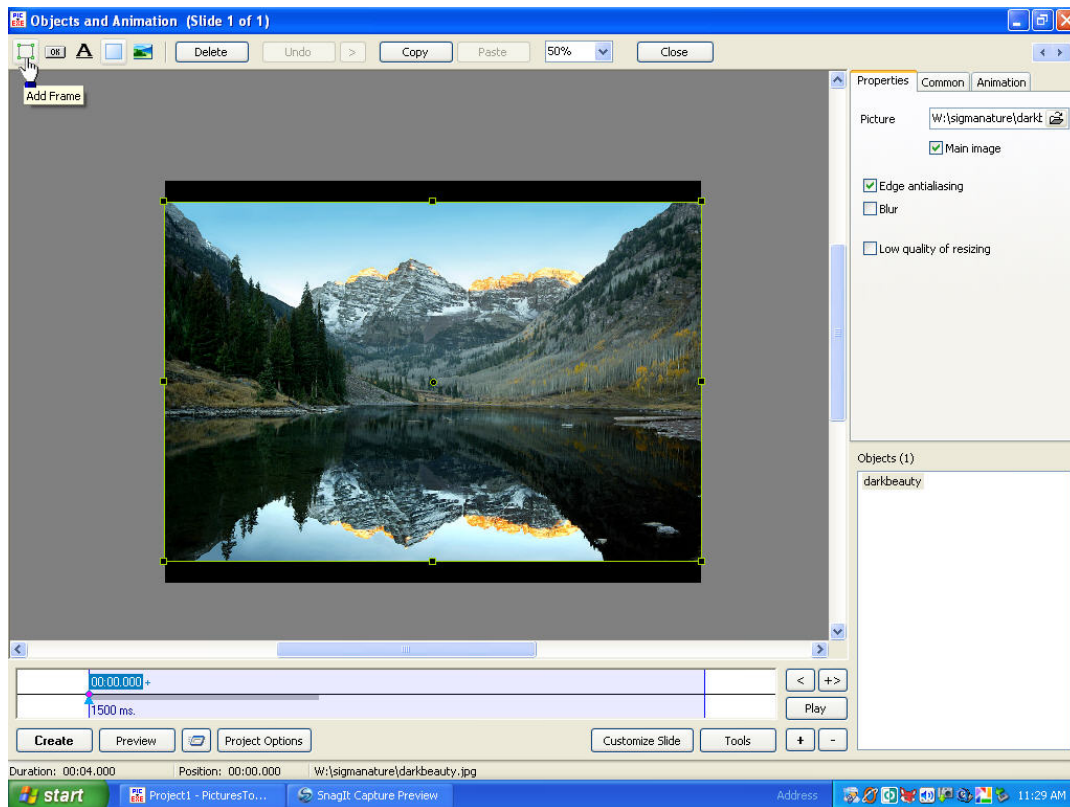 PIC EXE Objects and Animation (Slide 1 of 1)
OK A Delete Undo > Copy Paste 50% Close
Add Frame
Properties Common Animation
Picture W:\sigmanature\darkt
Main image
Edge antialiasing
Blur
Low quality of resizing
Objects (1)
darkbeauty
00:00.000 +
1500 ms.
< +>
Play
Create Preview Project Options Customize Slide Tools + -
Duration: 00:04.000 Position: 00:00.000 W:\sigmanature\darkbeauty.jpg
start Project1 - PicturesTo... SnagIt Capture Preview Address 11:29 AM